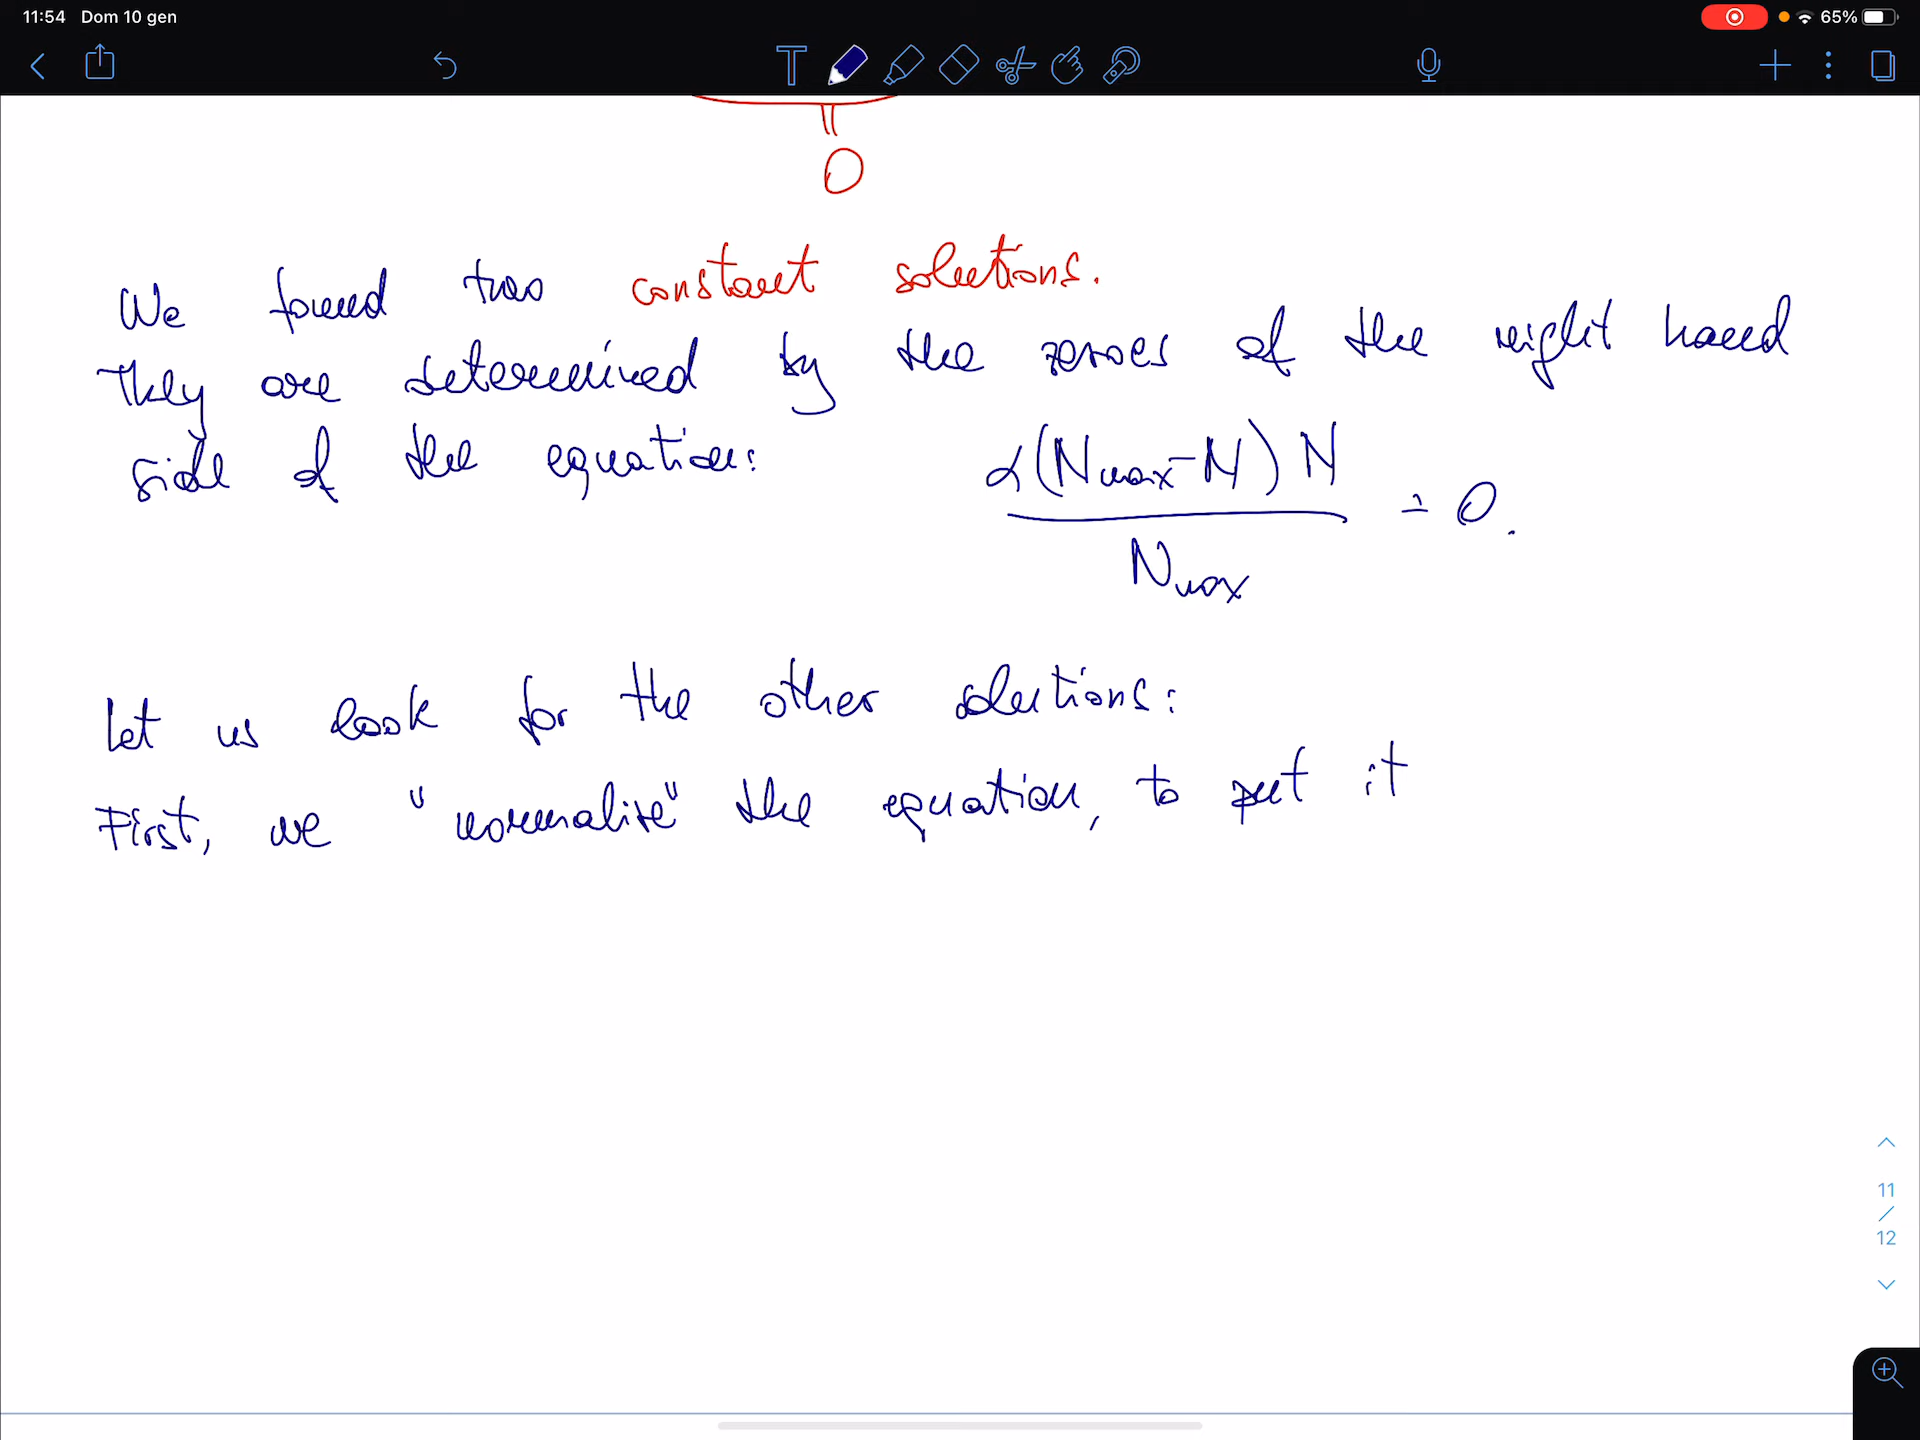 11:54 Dom 10 gen
65%
T
0
We found two constant solutions.
They are determined by the zeroes of the right hand
side of the equation: α(Nmax-N) N
= 0.
Nmax
Let us look for the other solutions:
First, we "normalize" the equation, to put it
11
/
12